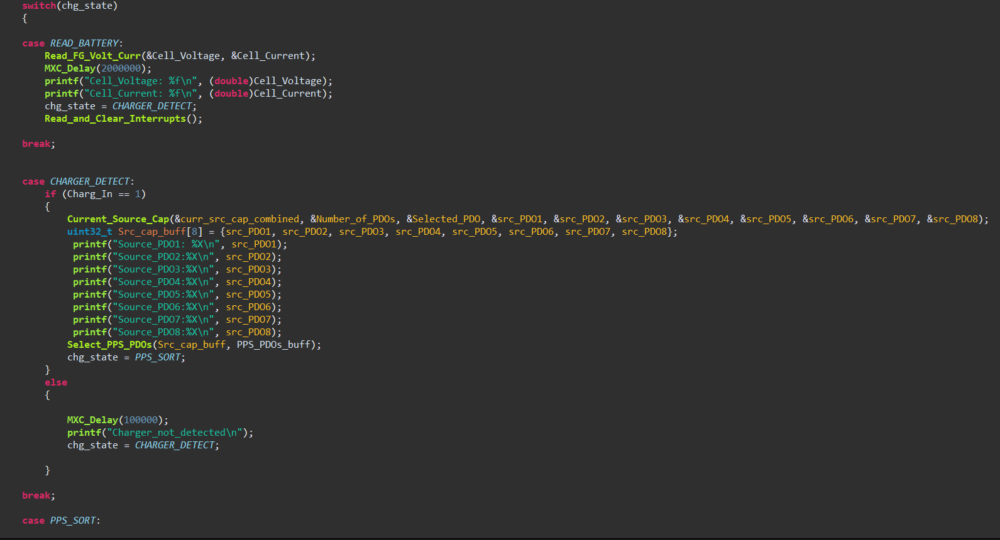 switch(chg_state)
{
case READ_BATTERY:
Read_FG_Volt_Curr(&Cell_Voltage, &Cell_Current);
MXC_Delay(2000000);
printf("Cell_Voltage: %f\n", (double)Cell_Voltage);
printf("Cell_Current: %f\n", (double)Cell_Current);
chg_state = CHARGER_DETECT;
Read_and_Clear_Interrupts();
break;
case CHARGER_DETECT:
if (Charg_In == 1)
{
Current_Source_Cap(&curr_src_cap_combined, &Number_of_PDOs, &Selected_PDO, &src_PDO1, &src_PDO2, &src_PDO3, &src_PDO4, &src_PDO5, &src_PDO6, &src_PDO7, &src_PDO8);
uint32_t Src_cap_buff[8] = {src_PDO1, src_PDO2, src_PDO3, src_PDO4, src_PDO5, src_PDO6, src_PDO7, src_PDO8};
printf("Source_PDO1: %X\n", src_PDO1);
printf("Source_PDO2:%X\n", src_PDO2);
printf("Source_PDO3:%X\n", src_PDO3);
printf("Source_PDO4:%X\n", src_PDO4);
printf("Source_PDO5:%X\n", src_PDO5);
printf("Source_PDO6:%X\n", src_PDO6);
printf("Source_PDO7:%X\n", src_PDO7);
printf("Source_PDO8:%X\n", src_PDO8);
Select_PPS_PDOs(Src_cap_buff, PPS_PDOs_buff);
chg_state = PPS_SORT;
}
else
{
MXC_Delay(100000);
printf("Charger_not_detected\n");
chg_state = CHARGER_DETECT;
}
break;
case PPS_SORT: